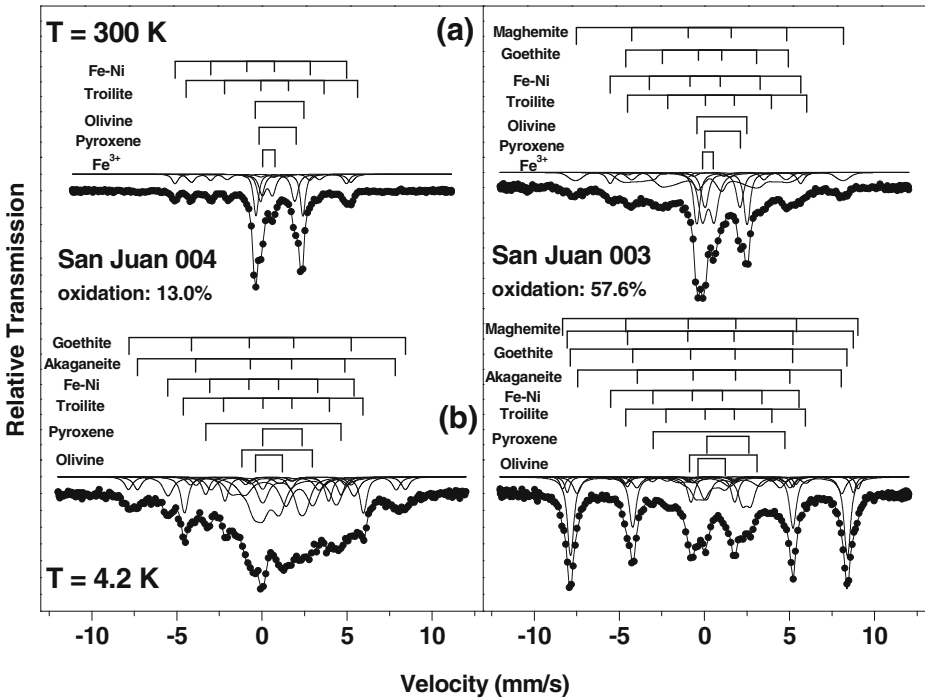 T = 300 K
(a)
Fe-Ni
Troilite
Olivine
Pyroxene
Fe3+
San Juan 004
oxidation: 13.0%
Maghemite
Goethite
Fe-Ni
Troilite
Olivine
Pyroxene
Fe3+
San Juan 003
oxidation: 57.6%
Relative Transmission
Goethite
Akaganeite
Fe-Ni
Troilite
Pyroxene
Olivine
(b)
T = 4.2 K
Maghemite
Goethite
Akaganeite
Fe-Ni
Troilite
Pyroxene
Olivine
-10 -5 0 5 10
-10 -5 0 5 10
Velocity (mm/s)